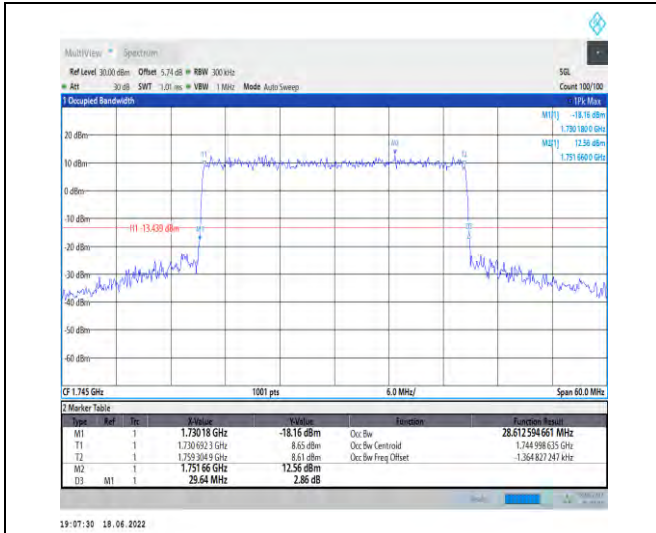 MultiView Spectrum
Ref Level 30.00 dBm Offset 5.74 dB RBW 300 kHz SGL
Att 30 dB SWT 1.01 ms VBW 1 MHz Mode Auto Sweep Count 100/100
1 Occupied Bandwidth 1Pk Max
M1[1] -18.16 dBm
1.730 180 0 GHz
M2[1] 12.56 dBm
1.751 660 0 GHz
20 dBm
10 dBm
T1
T2
0 dBm
-10 dBm
H1 -13.439 dBm
-20 dBm
-30 dBm
-40 dBm
-50 dBm
-60 dBm
CF 1.745 GHz 1001 pts 6.0 MHz/ Span 60.0 MHz
2 Marker Table
Type Ref Trc X-Value Y-Value Function Function Result
M1 1 1.73018 GHz -18.16 dBm Occ Bw 28.612 594 661 MHz
T1 1 1.730 692 3 GHz 8.65 dBm Occ Bw Centroid 1.744 998 635 GHz
T2 1 1.759 304 9 GHz 8.61 dBm Occ Bw Freq Offset -1.364 827 247 kHz
M2 1 1.751 66 GHz 12.56 dBm
D3 M1 1 29.64 MHz 2.86 dB
19:07:30 18.06.2022